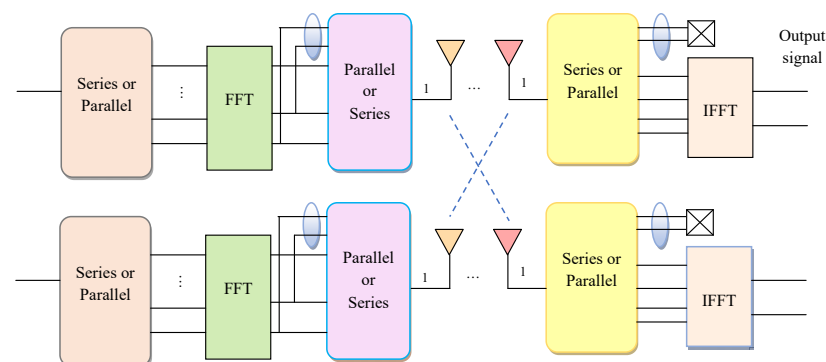 Output
signal
Series or
Parallel
⋮
FFT
Parallel
or
Series
1
...
1
Series or
Parallel
IFFT
Series or
Parallel
⋮
FFT
Parallel
or
Series
1
...
1
Series or
Parallel
IFFT